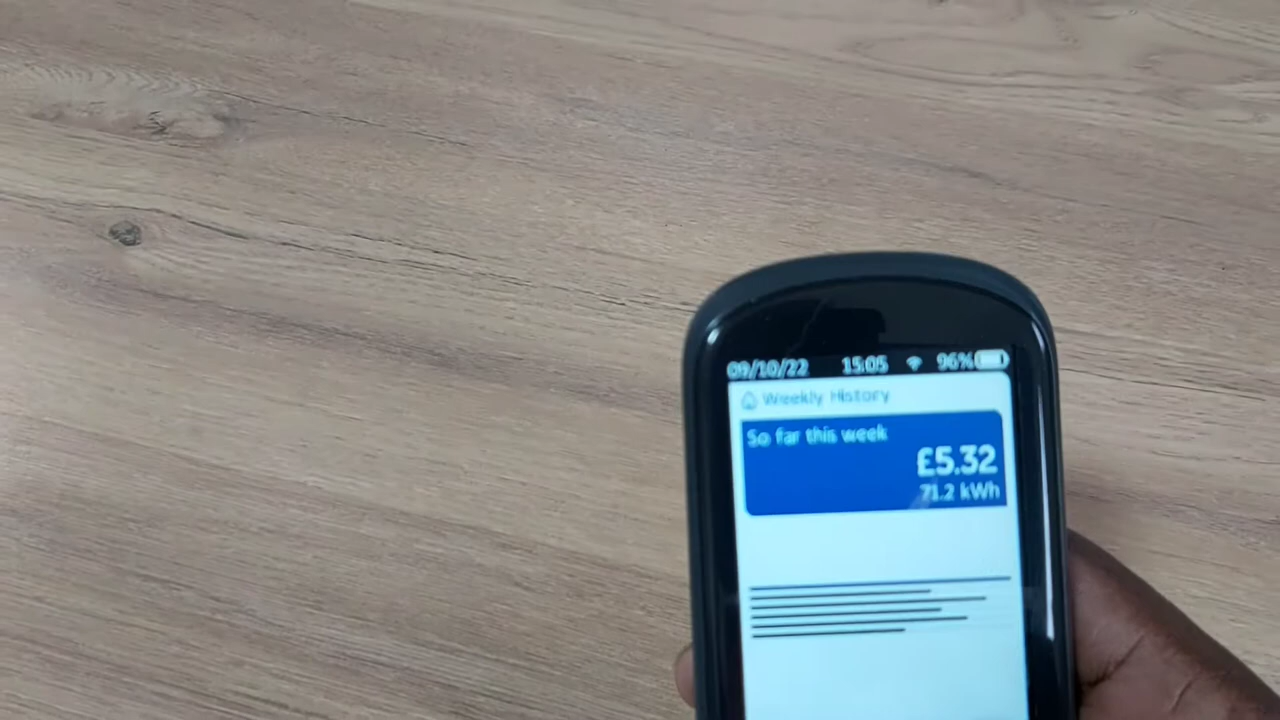 09/10/22 15:05 96%
Weekly History
So far this week
£5.32
71.2 kWh